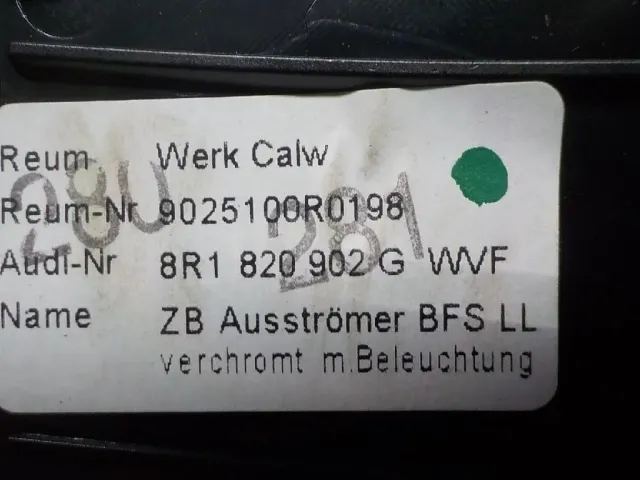 Reum Werk Calw
Reum-Nr 9025100R0198
Audi-Nr 8R1 820 902 G WVF
Name ZB Ausströmer BFS LL
verchromt m.Beleuchtung
280
281